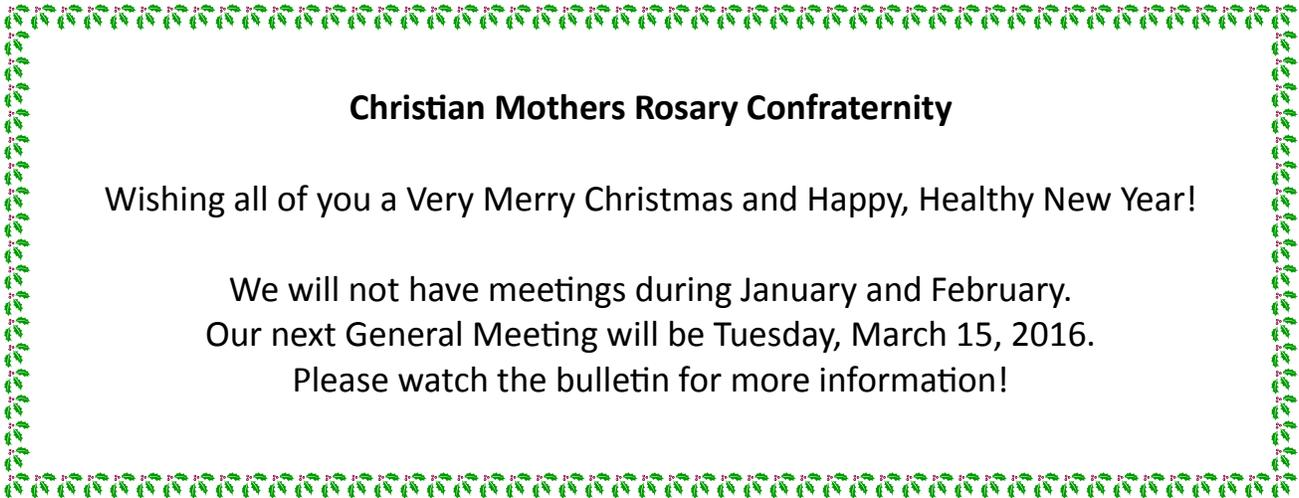 Christian Mothers Rosary Confraternity
Wishing all of you a Very Merry Christmas and Happy, Healthy New Year!
We will not have meetings during January and February.
Our next General Meeting will be Tuesday, March 15, 2016.
Please watch the bulletin for more information!